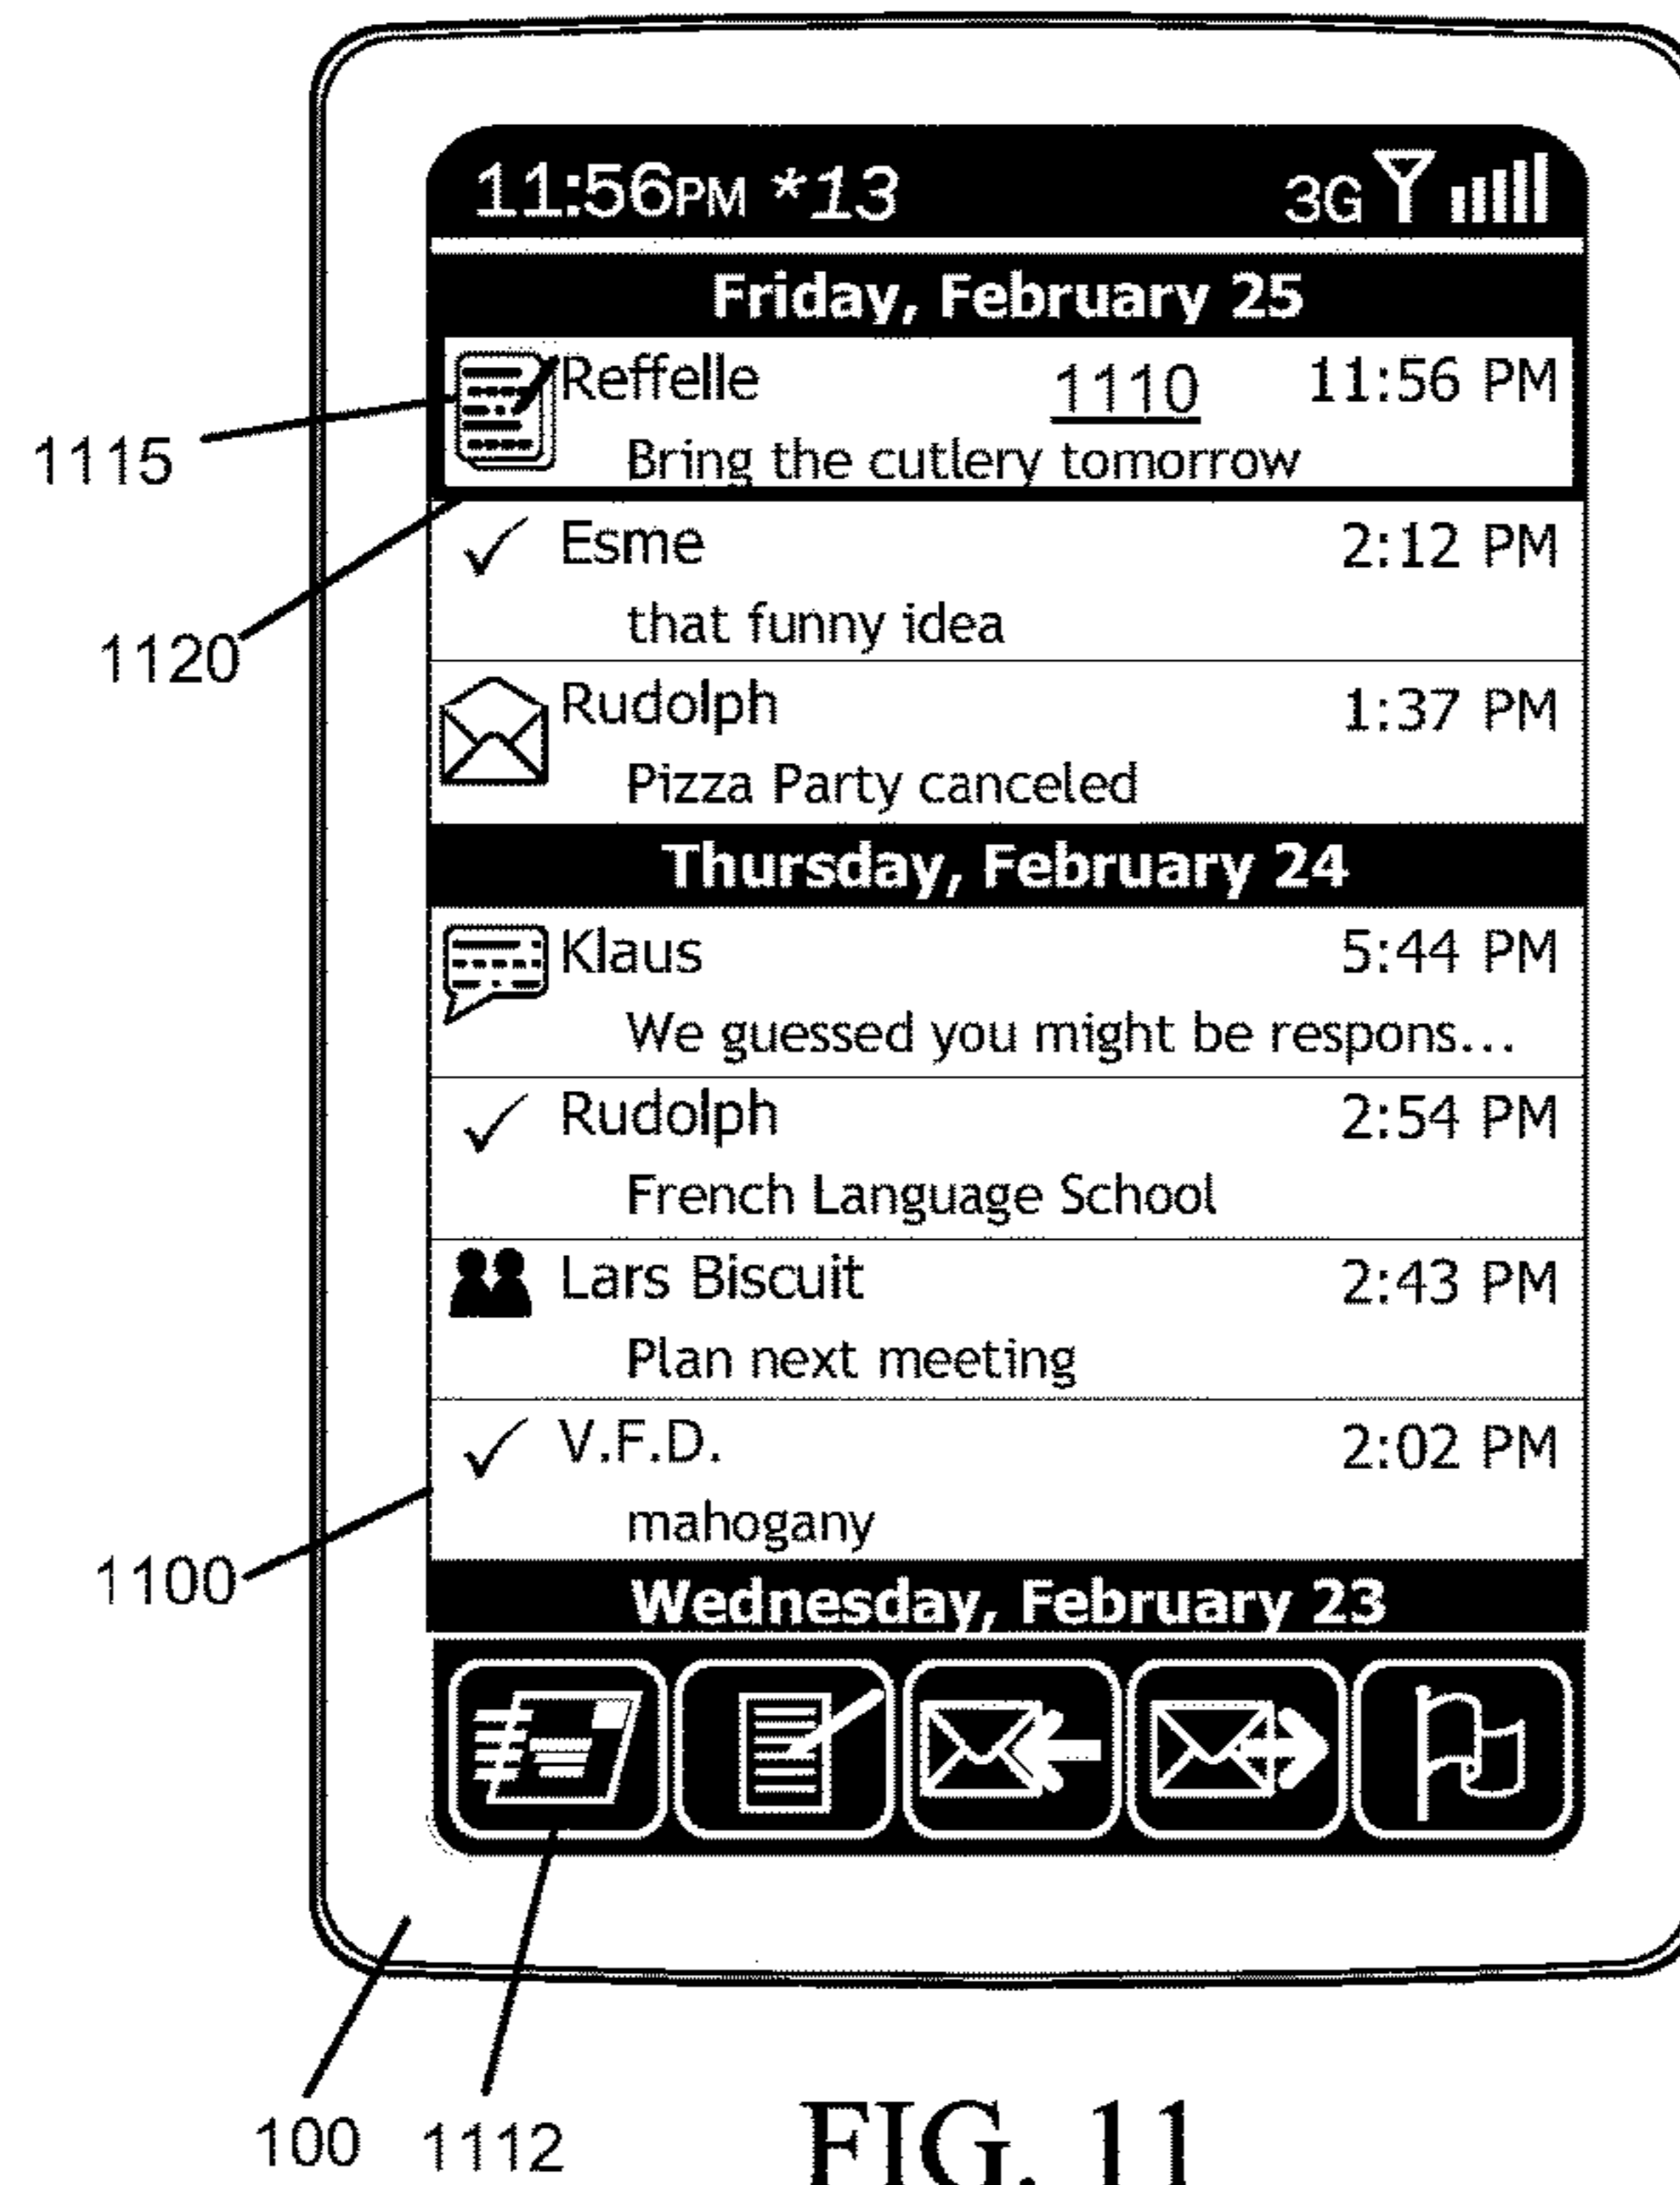 11:56PM *13 3G
Friday, February 25
Reffelle 1110 11:56 PM
1115
Bring the cutlery tomorrow
Esme 2:12 PM
that funny idea
1120
Rudolph 1:37 PM
Pizza Party canceled
Thursday, February 24
Klaus 5:44 PM
We guessed you might be respons...
Rudolph 2:54 PM
French Language School
Lars Biscuit 2:43 PM
Plan next meeting
V.F.D. 2:02 PM
mahogany
1100
Wednesday, February 23
100 1112
FIG. 11